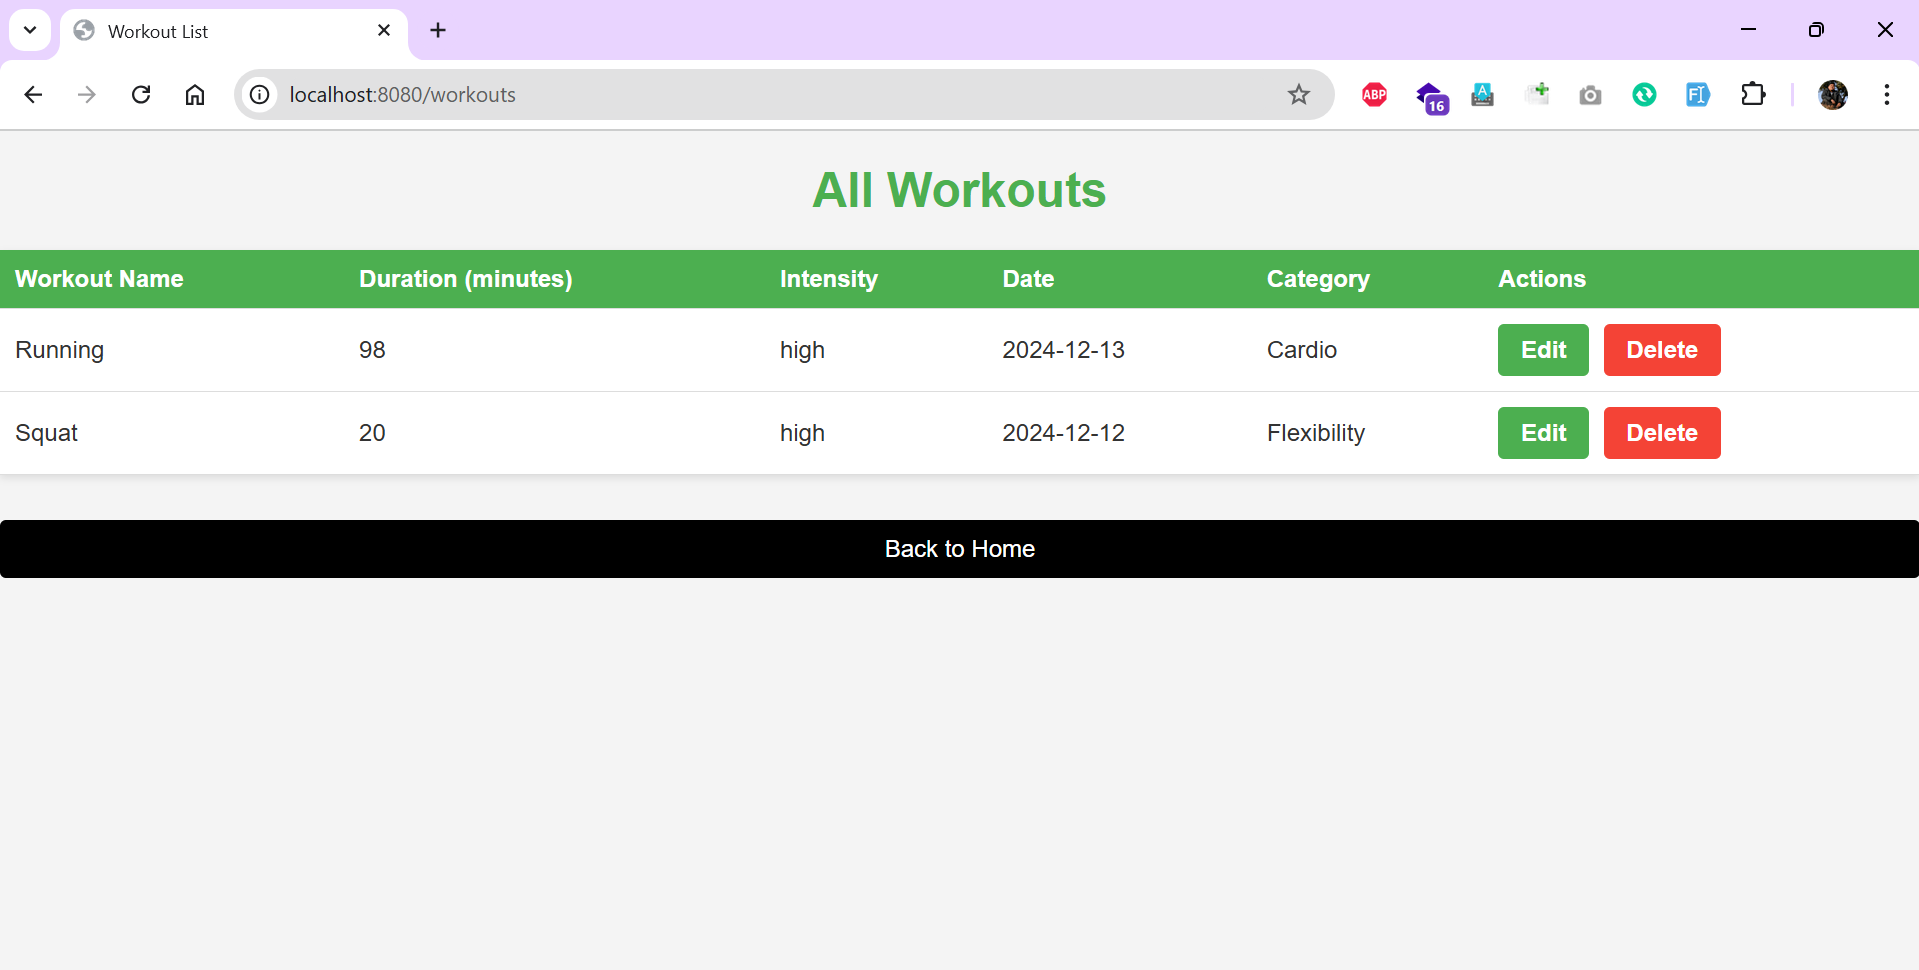 Workout List
localhost:8080/workouts
ABP
16
A
FI
All Workouts
Workout Name Duration (minutes) Intensity Date Category Actions
Running 98 high 2024-12-13 Cardio Edit Delete
Squat 20 high 2024-12-12 Flexibility Edit Delete
Back to Home